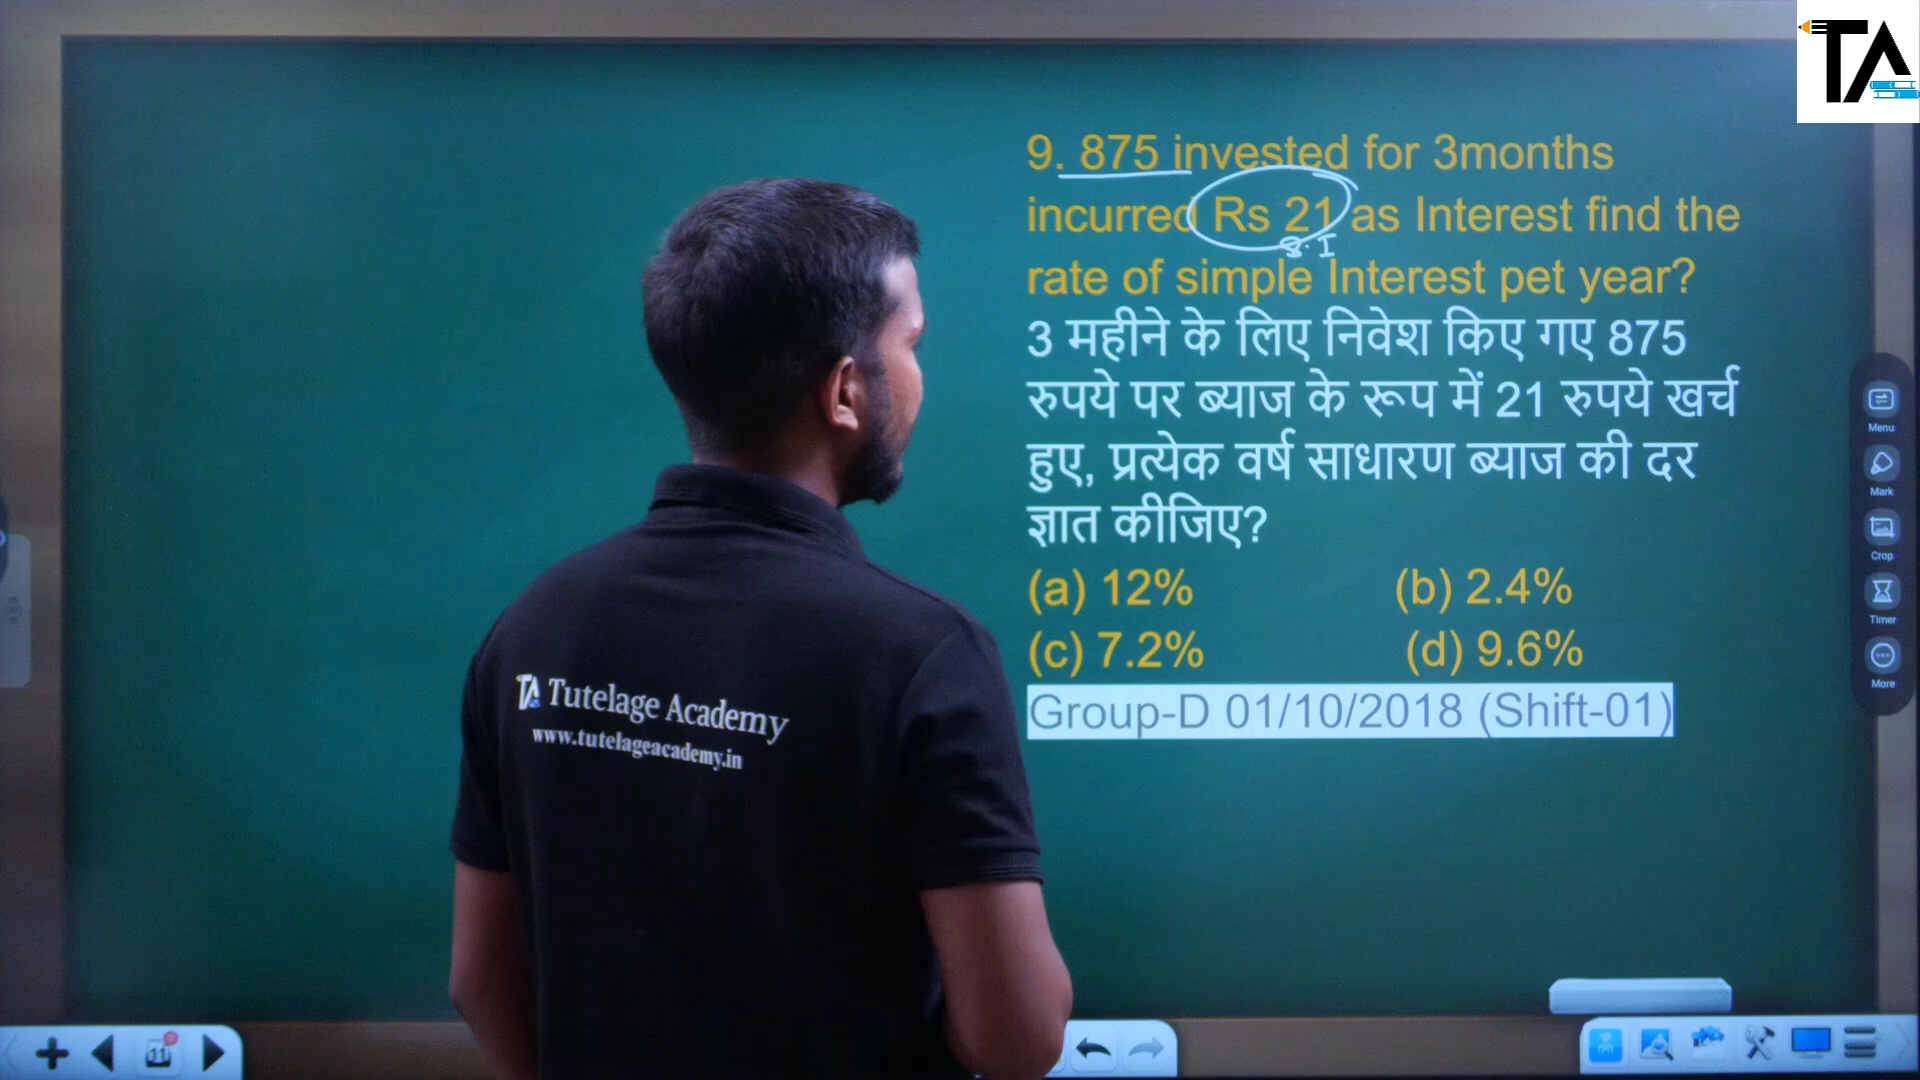 TA
9. 875 invested for 3months
incurred Rs 21 as Interest find the
S.I
rate of simple Interest pet year?
3 महीने के लिए निवेश किए गए 875
रुपये पर ब्याज के रूप में 21 रुपये खर्च
हुए, प्रत्येक वर्ष साधारण ब्याज की दर
ज्ञात कीजिए?
(a) 12% (b) 2.4%
(c) 7.2% (d) 9.6%
Group-D 01/10/2018 (Shift-01)
TA Tutelage Academy
www.tutelageacademy.in
Menu
Mark
Crop
Timer
More
11